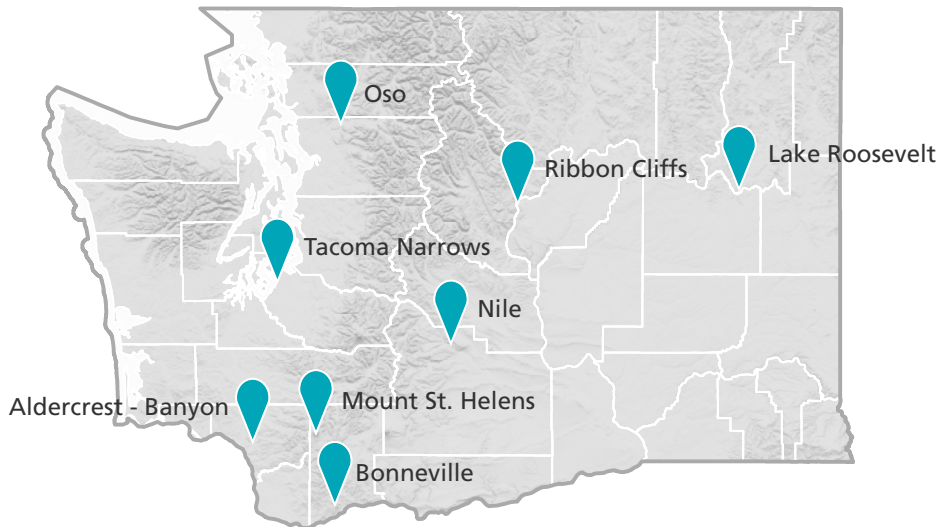 Oso
Lake Roosevelt
Ribbon Cliffs
Tacoma Narrows
Nile
Mount St. Helens
Aldercrest - Banyon
Bonneville